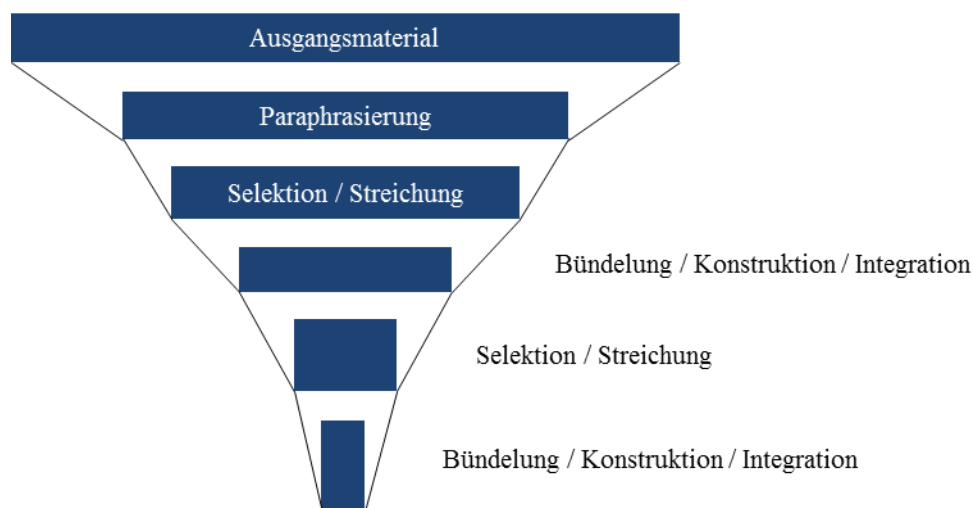 Ausgangsmaterial
Paraphrasierung
Selektion / Streichung
Bündelung / Konstruktion / Integration
Selektion / Streichung
Bündelung / Konstruktion / Integration